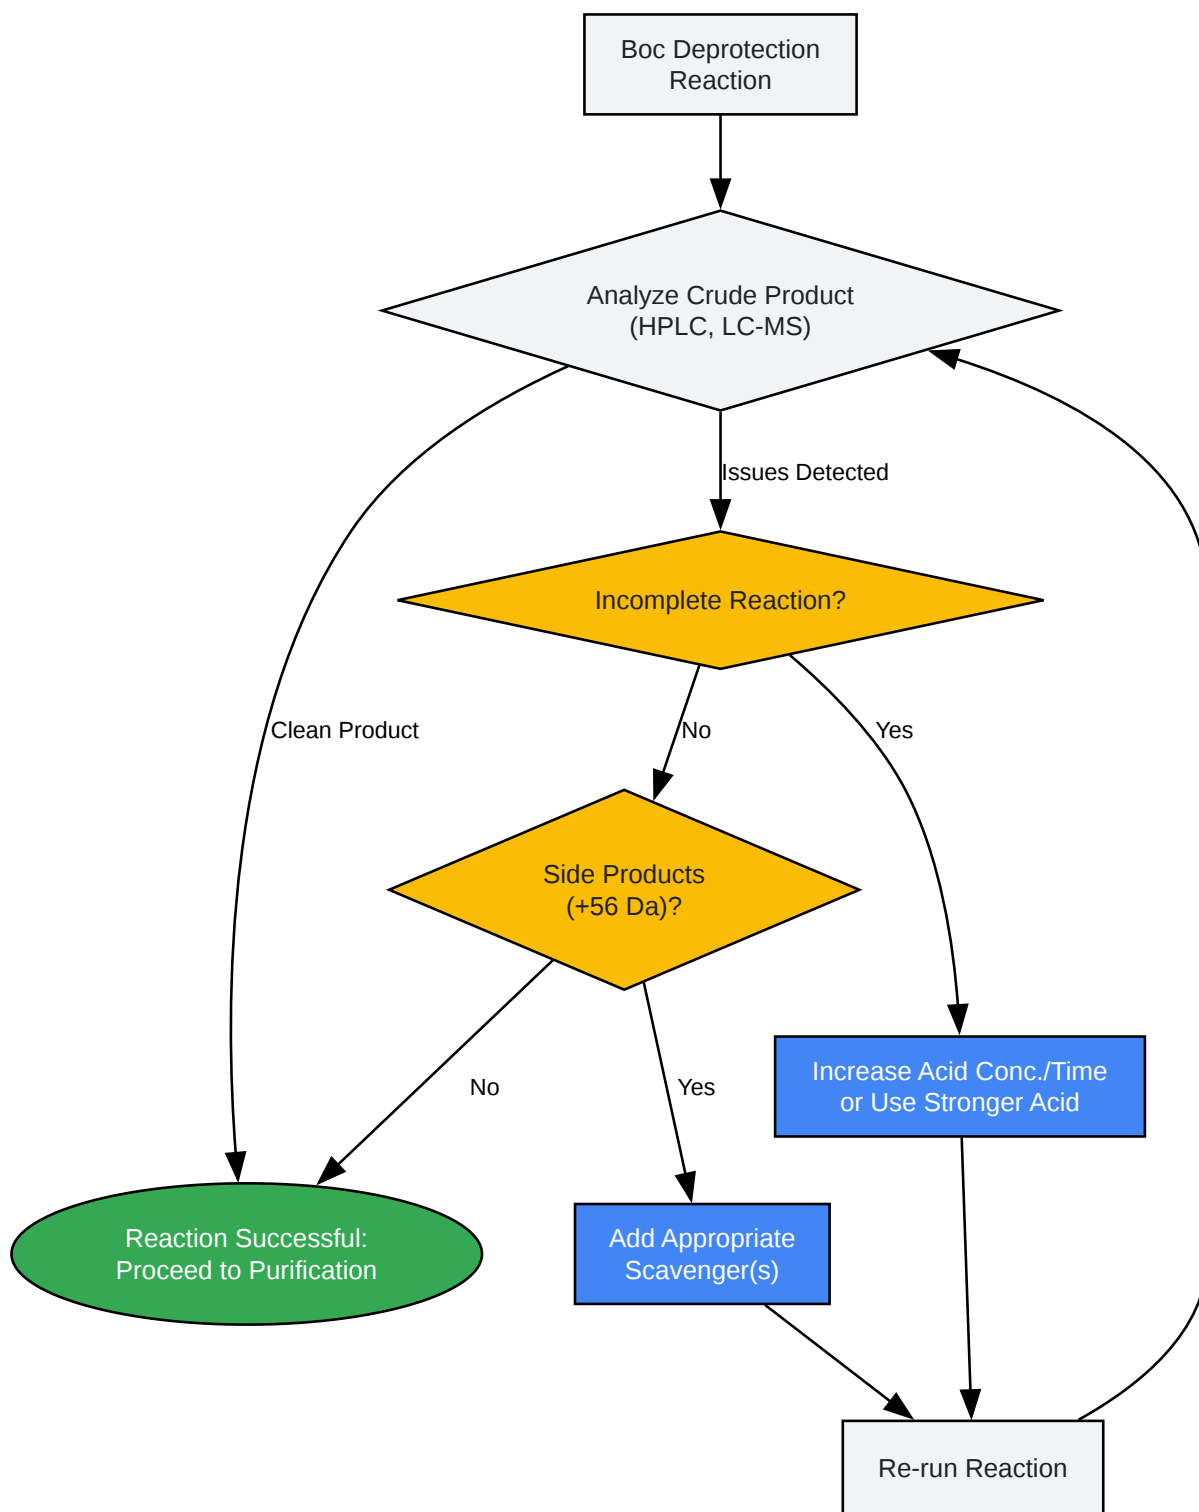 Boc Deprotection
Reaction
Analyze Crude Product
(HPLC, LC-MS)
Issues Detected
Incomplete Reaction?
Clean Product
No
Yes
Side Products
(+56 Da)?
Increase Acid Conc./Time
or Use Stronger Acid
No
Yes
Reaction Successful:
Proceed to Purification
Add Appropriate
Scavenger(s)
Re-run Reaction